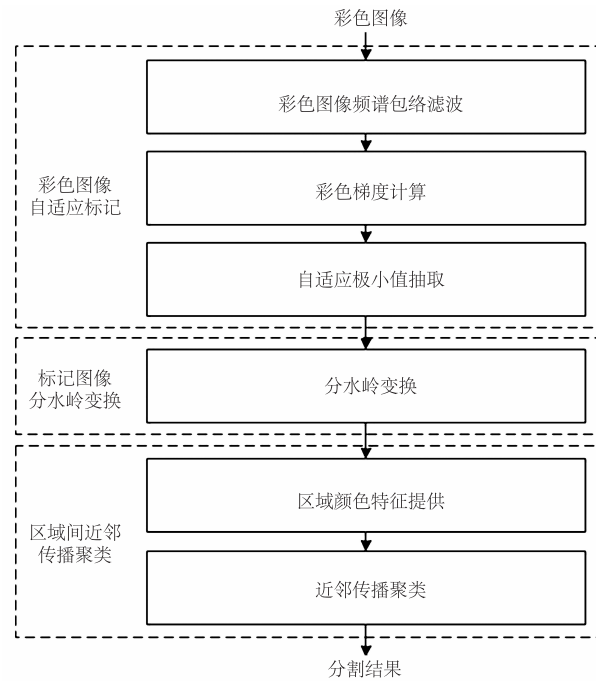 彩色图像
彩色图像频谱包络滤波
彩色图像
自适应标记
彩色梯度计算
自适应极小值抽取
标记图像
分水岭变换
分水岭变换
区域颜色特征提供
区域间近邻
传播聚类
近邻传播聚类
分割结果